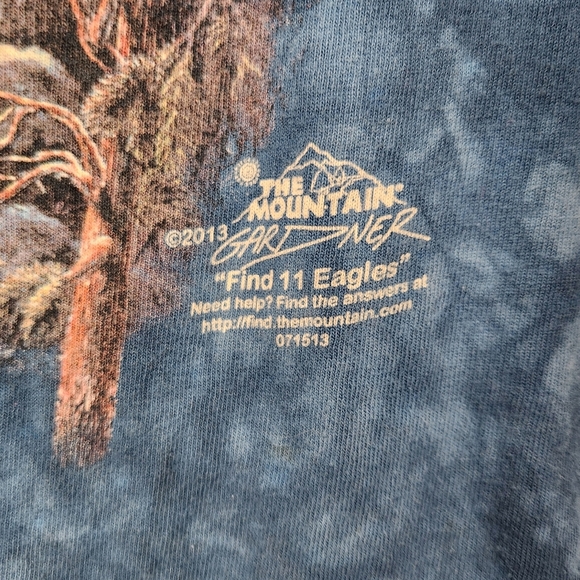 THE
MOUNTAIN®
©2013 GARDNER
"Find 11 Eagles"
Need help? Find the answers at
http://find.themountain.com
071513